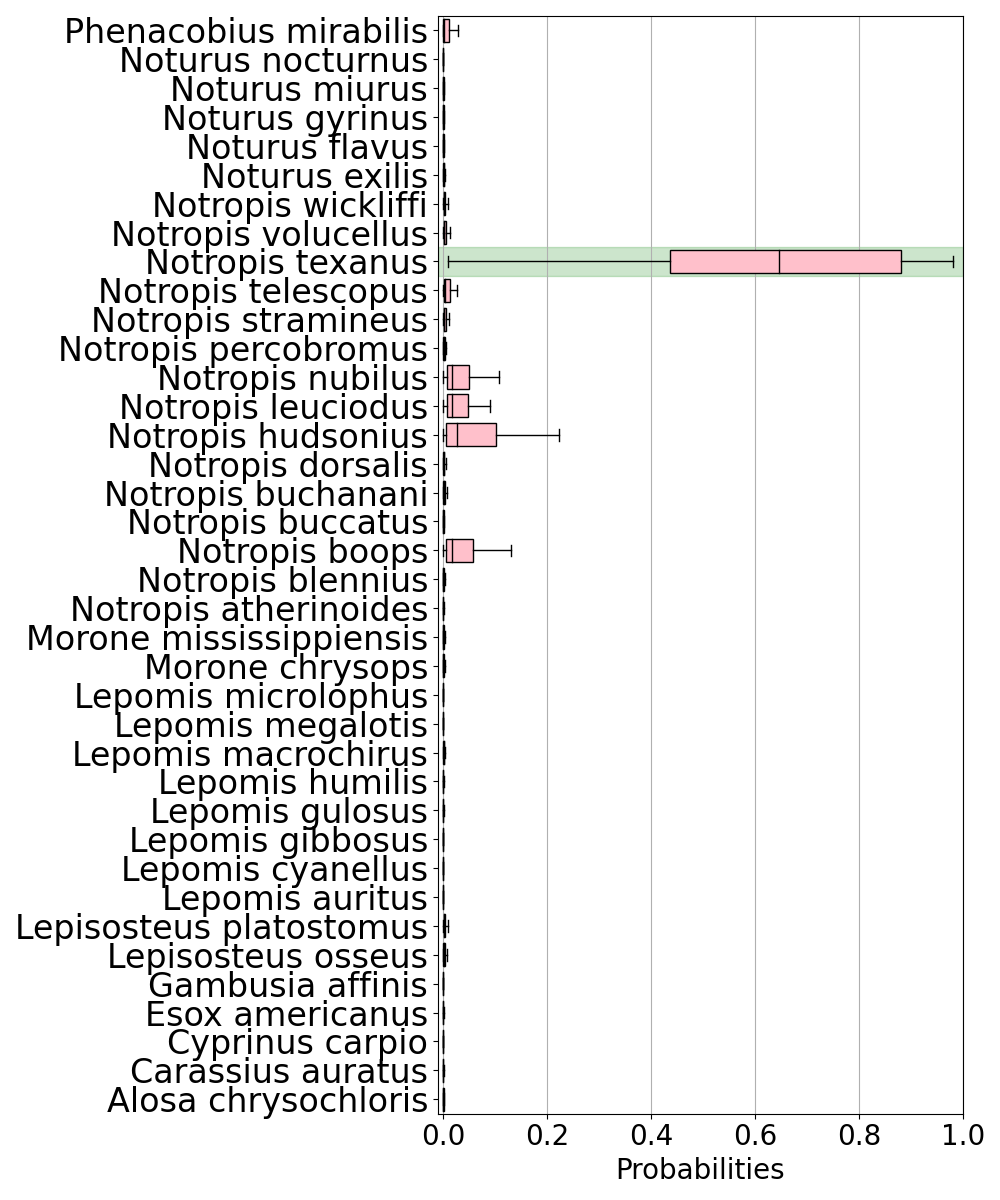 Phenacobius mirabilis
Noturus nocturnus
Noturus miurus
Noturus gyrinus
Noturus flavus
Noturus exilis
Notropis wickliffi
Notropis volucellus
Notropis texanus
Notropis telescopus
Notropis stramineus
Notropis percobromus
Notropis nubilus
Notropis leuciodus
Notropis hudsonius
Notropis dorsalis
Notropis buchanani
Notropis buccatus
Notropis boops
Notropis blennius
Notropis atherinoides
Morone mississippiensis
Morone chrysops
Lepomis microlophus
Lepomis megalotis
Lepomis macrochirus
Lepomis humilis
Lepomis gulosus
Lepomis gibbosus
Lepomis cyanellus
Lepomis auritus
Lepisosteus platostomus
Lepisosteus osseus
Gambusia affinis
Esox americanus
Cyprinus carpio
Carassius auratus
Alosa chrysochloris
0.0 0.2 0.4 0.6 0.8 1.0
Probabilities